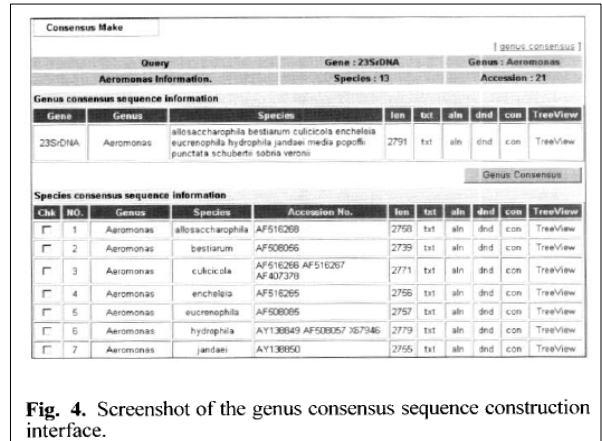 Consensus Make
[ genus consensus ]
Query Gene : 23SrDNA Genus : Aeromonas
Aeromonas Information. Species : 13 Accession : 21
Genus consensus sequence information
Gene Genus Species len txt aln dnd con TreeView
allosaccharophila bestiarum culicicola encheleia
23SrDNA Aeromonas eucrenophila hydrophila jandaei media popoffii 2791 txt aln dnd con TreeView
punctata schubertii sobria veronii
Genus Consensus
Species consensus sequence information
Chk NO. Genus Species Accession No. len txt aln dnd con TreeView
1 Aeromonas allosaccharophila AF516268 2758 txt aln dnd con TreeView
2 Aeromonas bestiarum AF508056 2739 txt aln dnd con TreeView
3 Aeromonas culicicola AF516266 AF516267 2771 txt aln dnd con TreeView
AF407378
4 Aeromonas encheleia AF516265 2756 txt aln dnd con TreeView
5 Aeromonas eucrenophila AF508085 2757 txt aln dnd con TreeView
6 Aeromonas hydrophila AY138849 AF508057 X67946 2779 txt aln dnd con TreeView
7 Aeromonas jandaei AY138850 2755 txt aln dnd con TreeView
Fig. 4. Screenshot of the genus consensus sequence construction
interface.